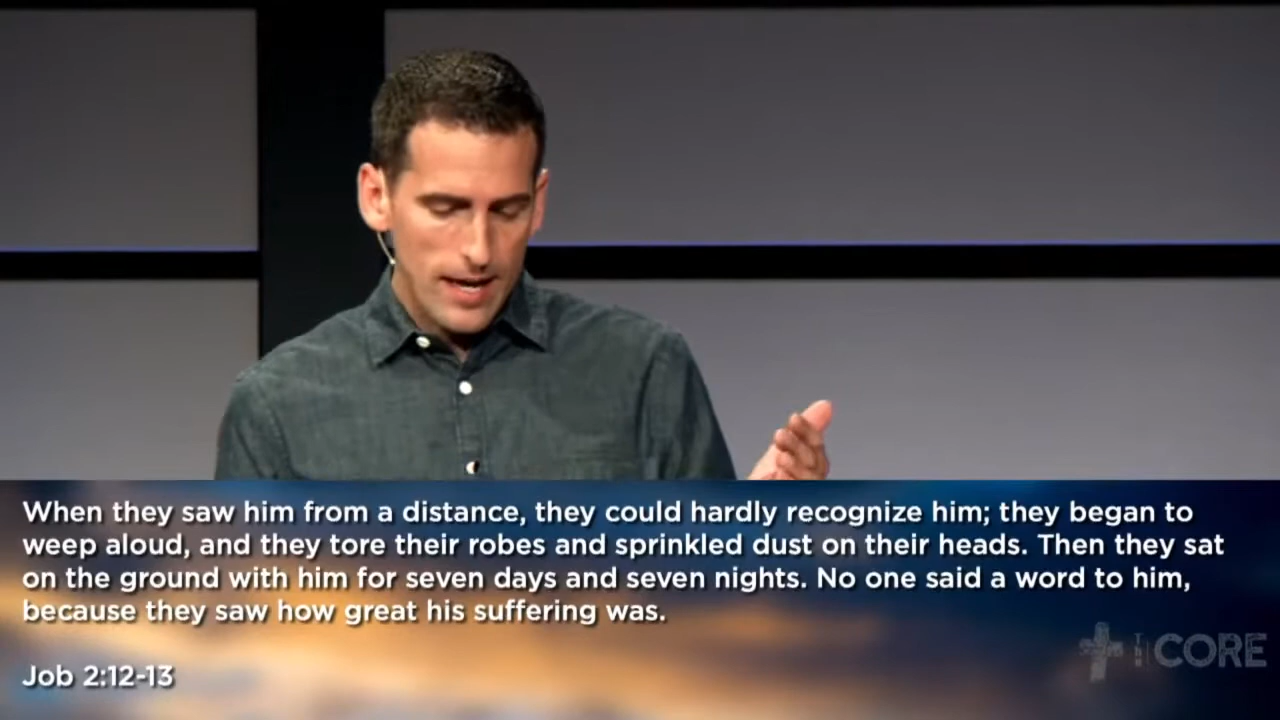 When they saw him from a distance, they could hardly recognize him; they began to
weep aloud, and they tore their robes and sprinkled dust on their heads. Then they sat
on the ground with him for seven days and seven nights. No one said a word to him,
because they saw how great his suffering was.
Job 2:12-13
THE CORE